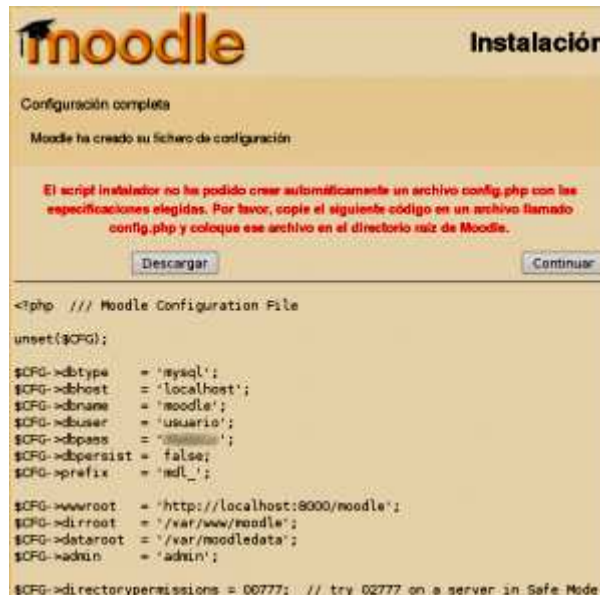 moodle
Instalación
Configuración completa
Moodle ha creado su fichero de configuración
El script instalador no ha podido crear automáticamente un archivo config.php con las
especificaciones elegidas. Por favor, copie el siguiente código en un archivo llamado
config.php y coloque ese archivo en el directorio raíz de Moodle.
Descargar
Continuar
<?php /// Moodle Configuration File
unset($CFG);
$CFG->dbtype = 'mysql';
$CFG->dbhost = 'localhost';
$CFG->dbname = 'moodle';
$CFG->dbuser = 'usuario';
$CFG->dbpass = ' ';
$CFG->dbpersist = false;
$CFG->prefix = 'mdl_';
$CFG->wwwroot = 'http://localhost:8000/moodle';
$CFG->dirroot = '/var/www/moodle';
$CFG->dataroot = '/var/moodledata';
$CFG->admin = 'admin';
$CFG->directorypermissions = 00777; // try 02777 on a server in Safe Mode